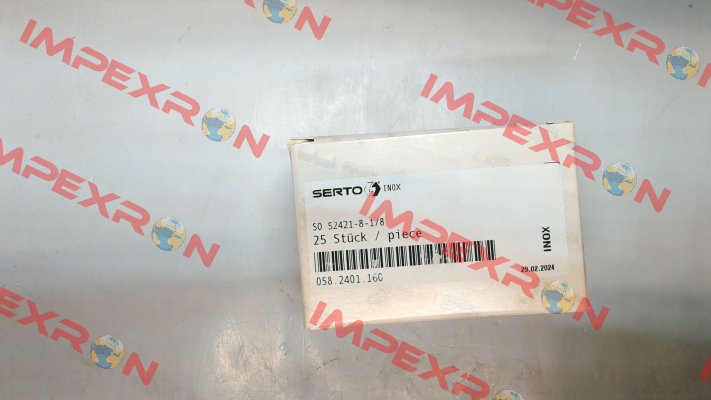 SERTO INOX
SO 52421-8-1/8
25 Stück / piece
058.2401.160
INOX
29.02.2024
IMPEXRON
IMPEXRON
IMPEXRON
IMPEXRON
IMPEXRON
IMPEXRON
IMPEXRON
IMPEXRON